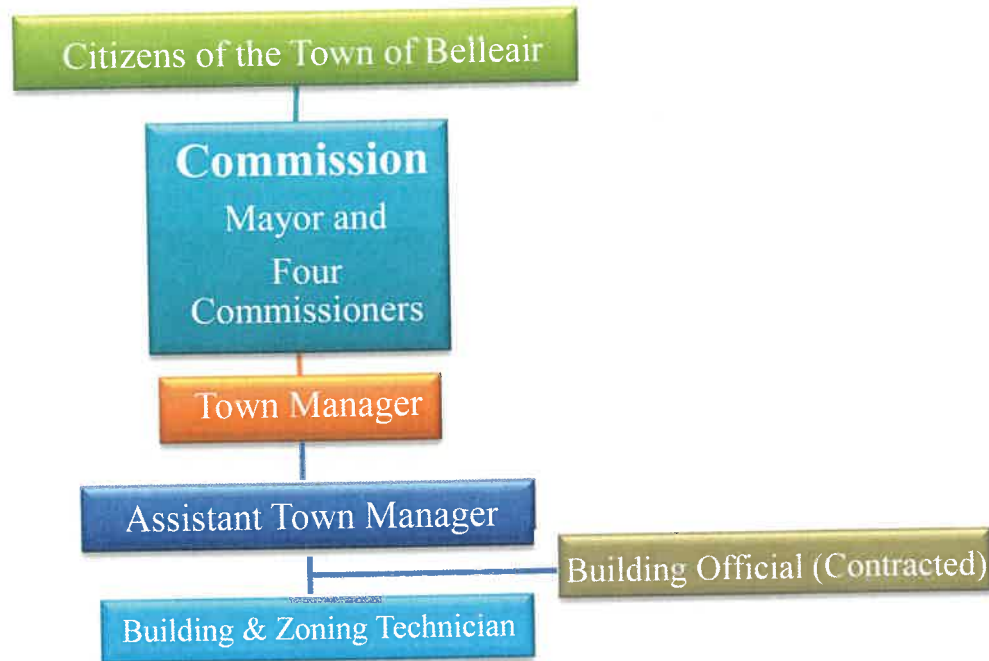 Citizens of the Town of Belleair
Commission
Mayor and
Four
Commissioners
Town Manager
Assistant Town Manager
Building Official (Contracted)
Building & Zoning Technician